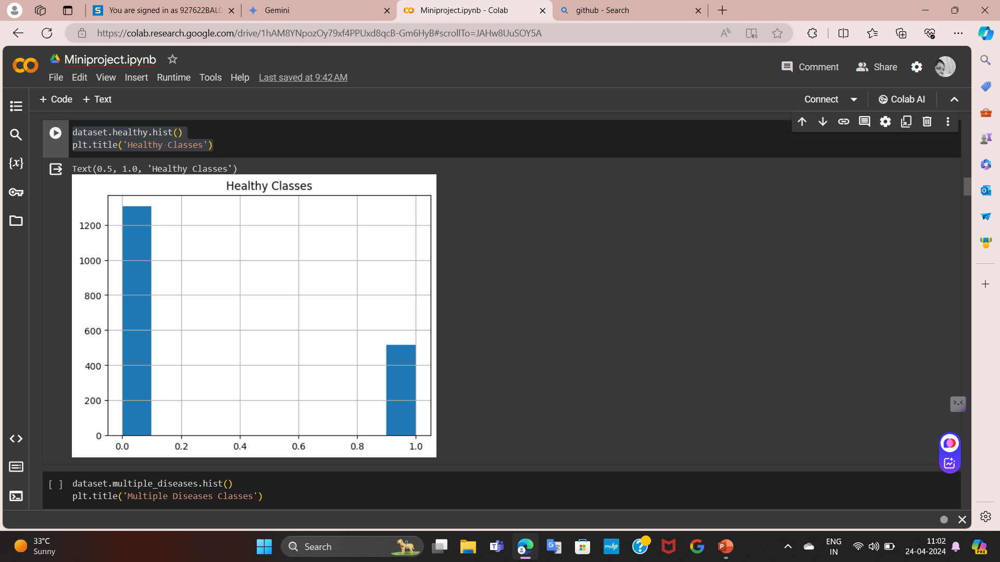 You are signed in as 927622BAL0
Gemini
Miniproject.ipynb - Colab
github - Search
https://colab.research.google.com/drive/1hAM8YNpozOy79xf4PPUxd8qcB-Gm6HyB#scrollTo=JAHw8UuSOY5A
Miniproject.ipynb
Comment
Share
File Edit View Insert Runtime Tools Help Last saved at 9:42 AM
+ Code + Text
Connect
Colab AI
dataset.healthy.hist()
plt.title('Healthy Classes')
Text(0.5, 1.0, 'Healthy Classes')
Healthy Classes
1200
1000
800
600
400
200
0
0.0 0.2 0.4 0.6 0.8 1.0
[ ] dataset.multiple_diseases.hist()
plt.title('Multiple Diseases Classes')
33°C
Sunny
Search
myhp
ENG
IN
11:02
24-04-2024
PRE